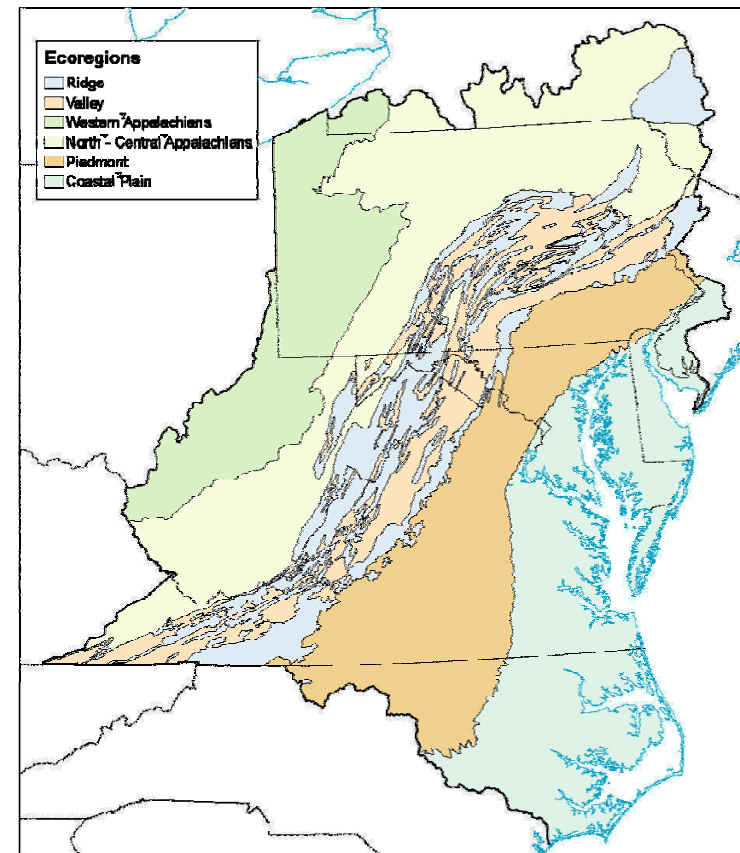 Ecoregions
Ridge
Valley
Western Appalachians
North - Central Appalachians
Piedmont
Coastal Plain